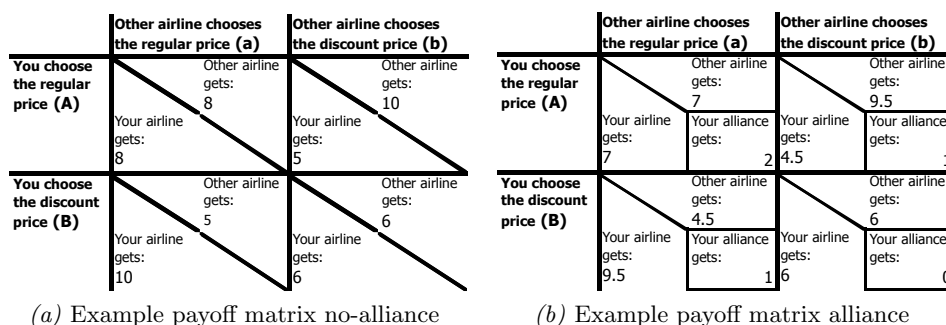 Other airline chooses
the regular price (a)
Other airline chooses
the discount price (b)
You choose
the regular
price (A)
Other airline
gets:
8
Your airline
gets:
8
Other airline
gets:
10
Your airline
gets:
5
You choose
the discount
price (B)
Other airline
gets:
5
Your airline
gets:
10
Other airline
gets:
6
Your airline
gets:
6
(a) Example payoff matrix no-alliance
Other airline chooses
the regular price (a)
Other airline chooses
the discount price (b)
You choose
the regular
price (A)
Other airline
gets:
7
Your airline
gets:
7
Your alliance
gets:
2
Other airline
gets:
9.5
Your airline
gets:
4.5
Your alliance
gets:
You choose
the discount
price (B)
Other airline
gets:
4.5
Your airline
gets:
9.5
Your alliance
gets:
1
Other airline
gets:
6
Your airline
gets:
6
Your alliance
gets:
(b) Example payoff matrix alliance